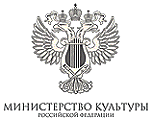 МИНИСТЕРСТВО КУЛЬТУРЫ
РОССИЙСКОЙ ФЕДЕРАЦИИ